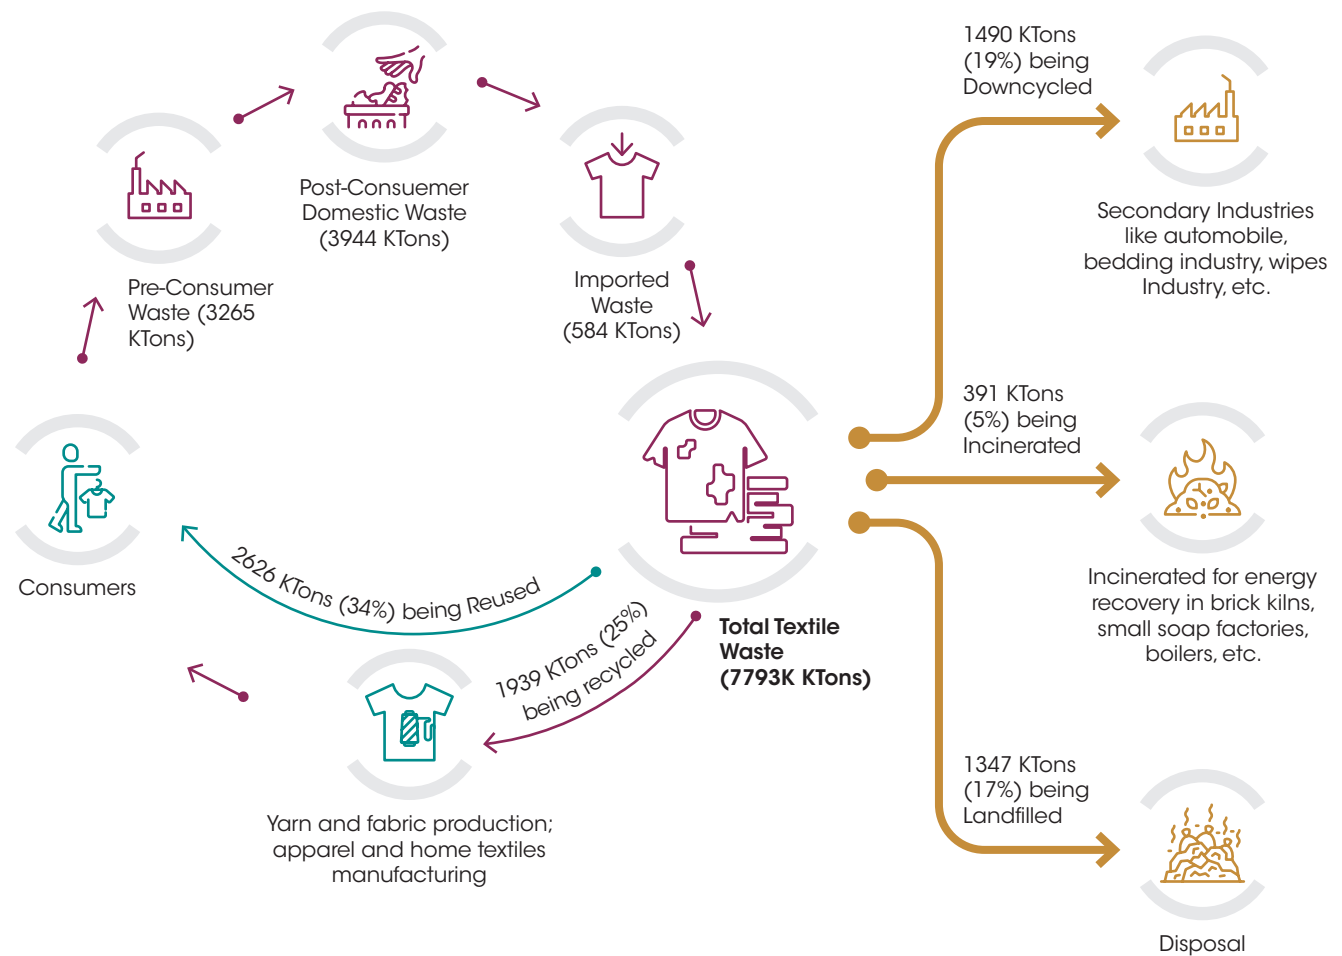 1490 KTons
(19%) being
Downcycled
Post-Consuemer
Domestic Waste
(3944 KTons)
Secondary Industries
like automobile,
bedding industry, wipes
Industry, etc.
Imported
Waste
(584 KTons)
Pre-Consumer
Waste (3265
KTons)
391 KTons
(5%) being
Incinerated
Consumers
2626 KTons (34%) being Reused
1939 KTons (25%)
being recycled
Total Textile
Waste
(7793K KTons)
Incinerated for energy
recovery in brick kilns,
small soap factories,
boilers, etc.
1347 KTons
(17%) being
Landfilled
Yarn and fabric production;
apparel and home textiles
manufacturing
Disposal